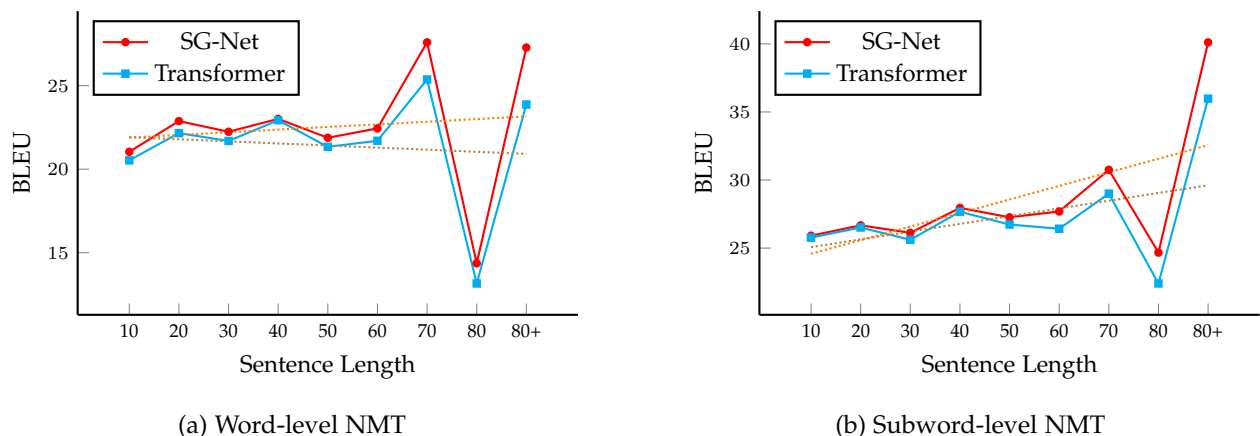 SG-Net
Transformer
25
20
15
BLEU
10 20 30 40 50 60 70 80 80+
Sentence Length
(a) Word-level NMT
SG-Net
Transformer
40
35
30
25
BLEU
10 20 30 40 50 60 70 80 80+
Sentence Length
(b) Subword-level NMT